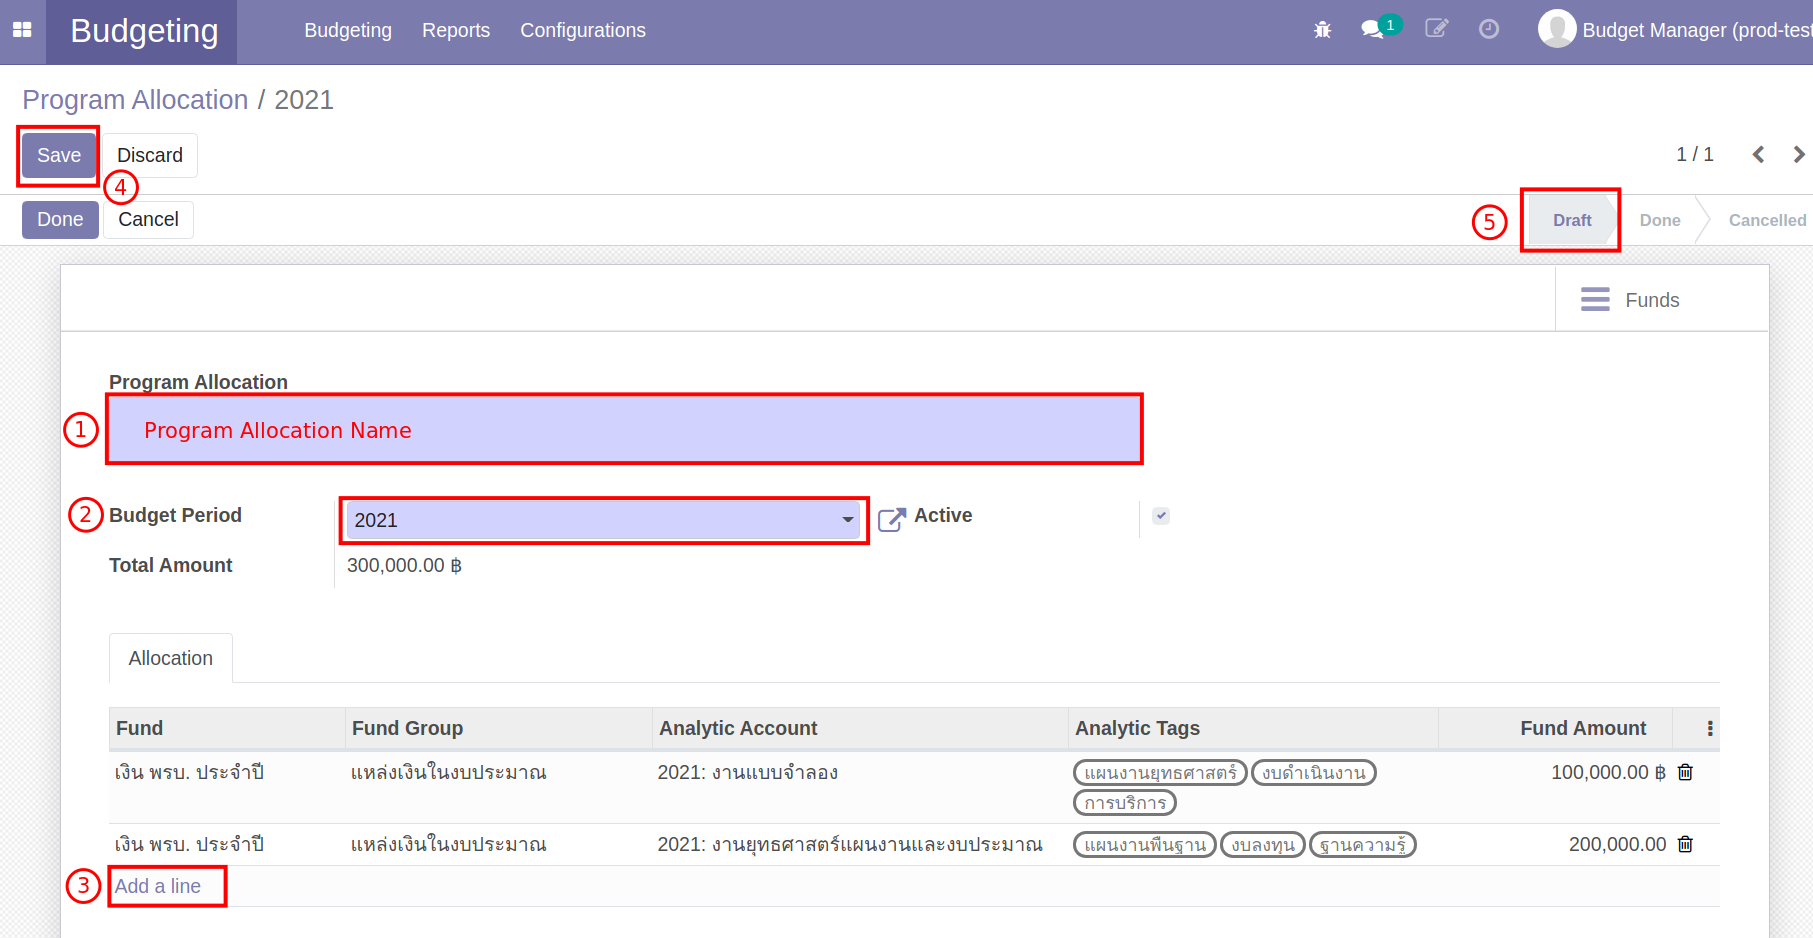 Budgeting Budgeting Reports Configurations 1 Budget Manager (prod-test
Program Allocation / 2021
Save Discard 1 / 1
4
Done Cancel 5 Draft Done Cancelled
Funds
Program Allocation
1 Program Allocation Name
2 Budget Period 2021 Active
Total Amount 300,000.00 ฿
Allocation
Fund Fund Group Analytic Account Analytic Tags Fund Amount
เงิน พรบ. ประจำปี แหล่งเงินในงบประมาณ 2021: งานแบบจำลอง แผนงานยุทธศาสตร์ งบดำเนินงาน 100,000.00 ฿
การบริการ
เงิน พรบ. ประจำปี แหล่งเงินในงบประมาณ 2021: งานยุทธศาสตร์แผนงานและงบประมาณ แผนงานพื้นฐาน งบลงทุน ฐานความรู้ 200,000.00
3 Add a line